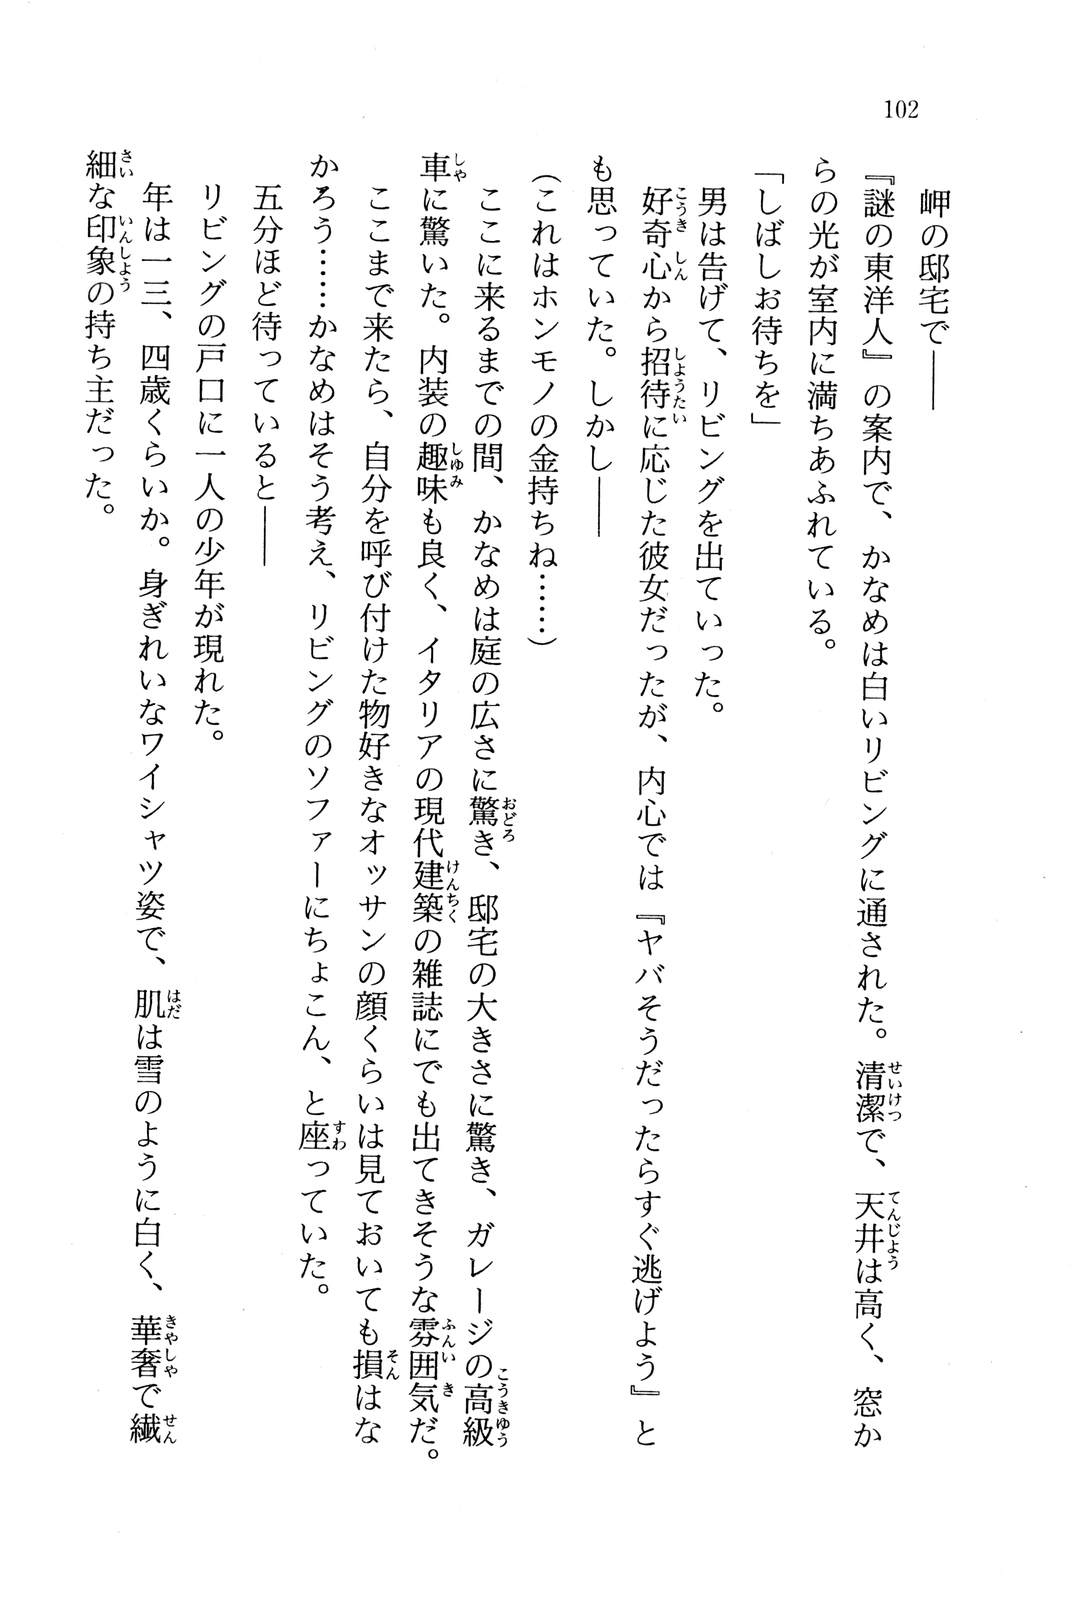 102
岬の邸宅で――
『謎の東洋人』の案内で、かなめは白いリビングに通された。清潔で、天井は高く、窓か
らの光が室内に満ちあふれている。
「しばしお待ちを」
男は告げて、リビングを出ていった。
好奇心から招待に応じた彼女だったが、内心では『ヤバそうだったらすぐ逃げよう』と
も思っていた。しかし――
（これはホンモノの金持ちね……）
ここに来るまでの間、かなめは庭の広さに驚き、邸宅の大きさに驚き、ガレージの高級
車に驚いた。内装の趣味も良く、イタリアの現代建築の雑誌にでも出てきそうな雰囲気だ。
ここまで来たら、自分を呼び付けた物好きなオッサンの顔くらいは見ておいても損はな
かろう……かなめはそう考え、リビングのソファーにちょこん、と座っていた。
五分ほど待っていると――
リビングの戸口に一人の少年が現れた。
年は一三、四歳くらいか。身ぎれいなワイシャツ姿で、肌は雪のように白く、華奢で繊
細な印象の持ち主だった。